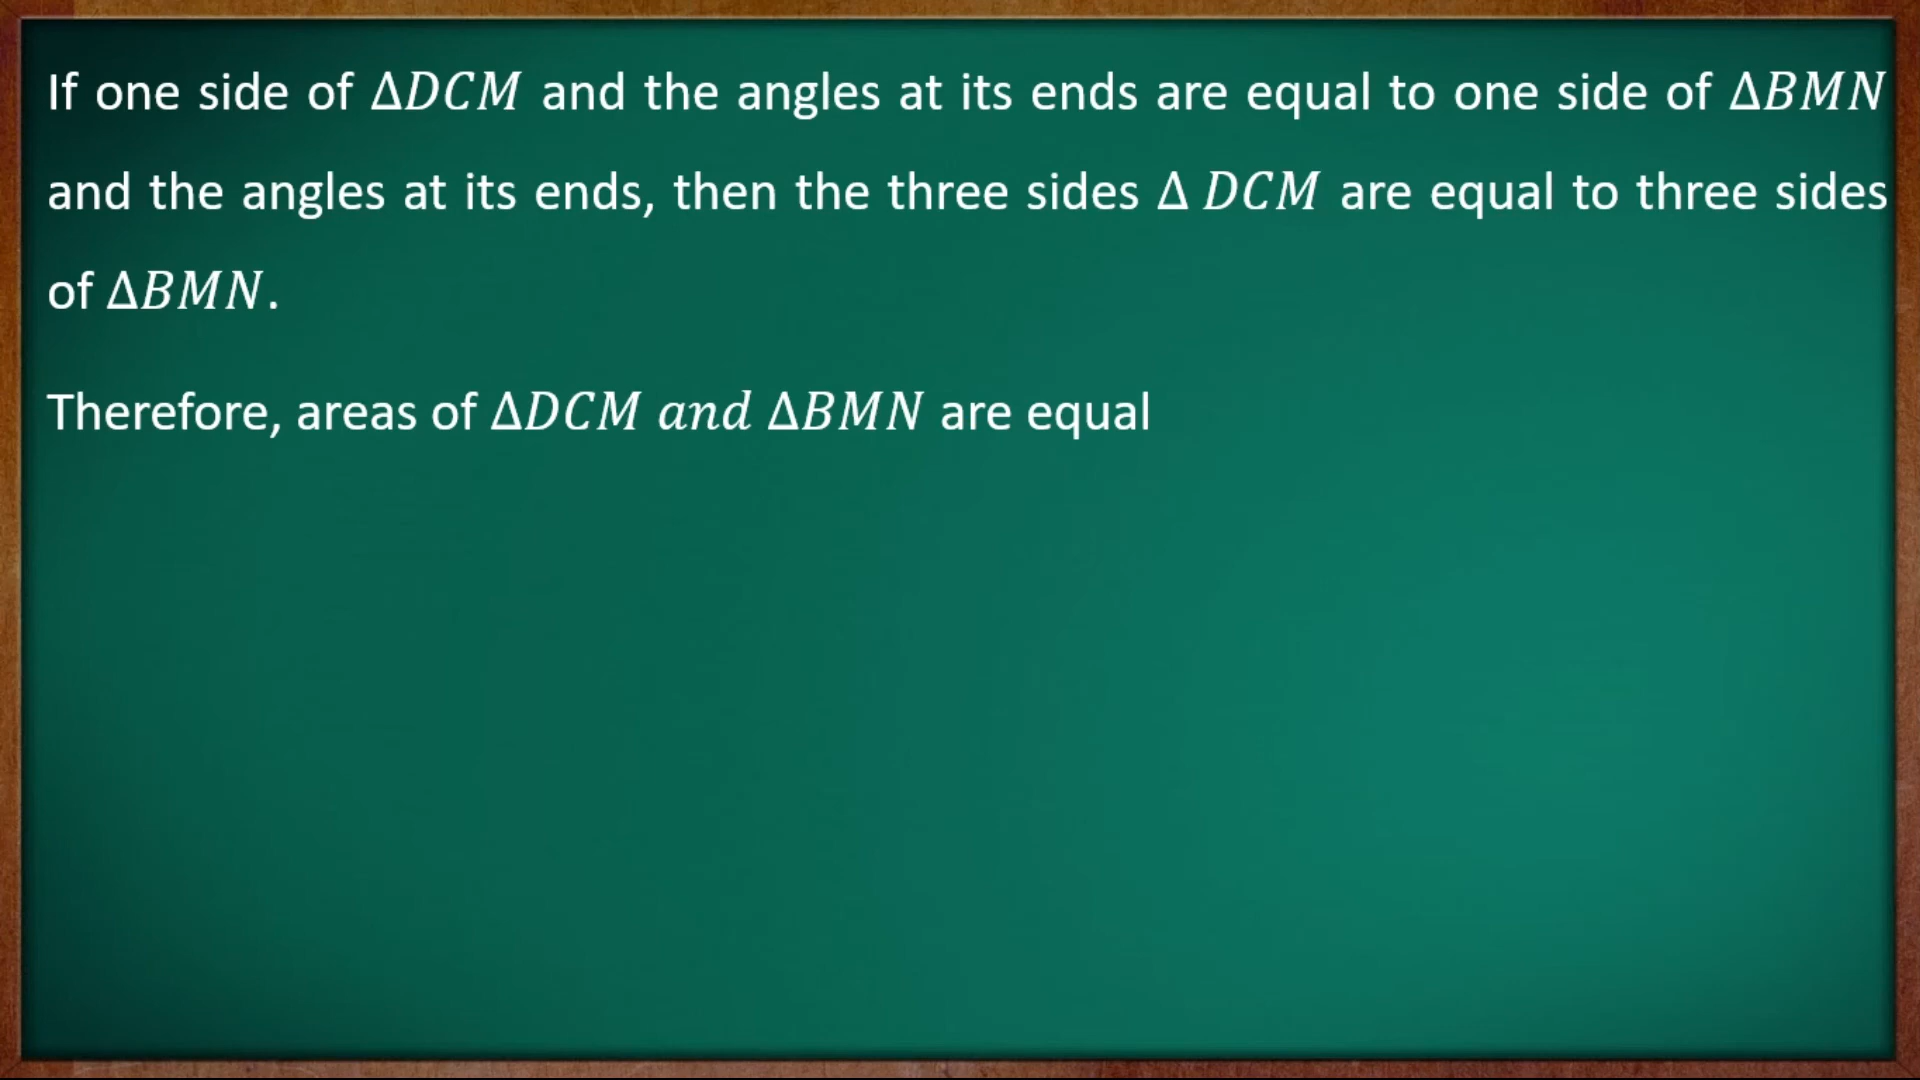 If one side of ΔDCM and the angles at its ends are equal to one side of ΔBMN
and the angles at its ends, then the three sides Δ DCM are equal to three sides
of ΔBMN.
Therefore, areas of ΔDCM and ΔBMN are equal